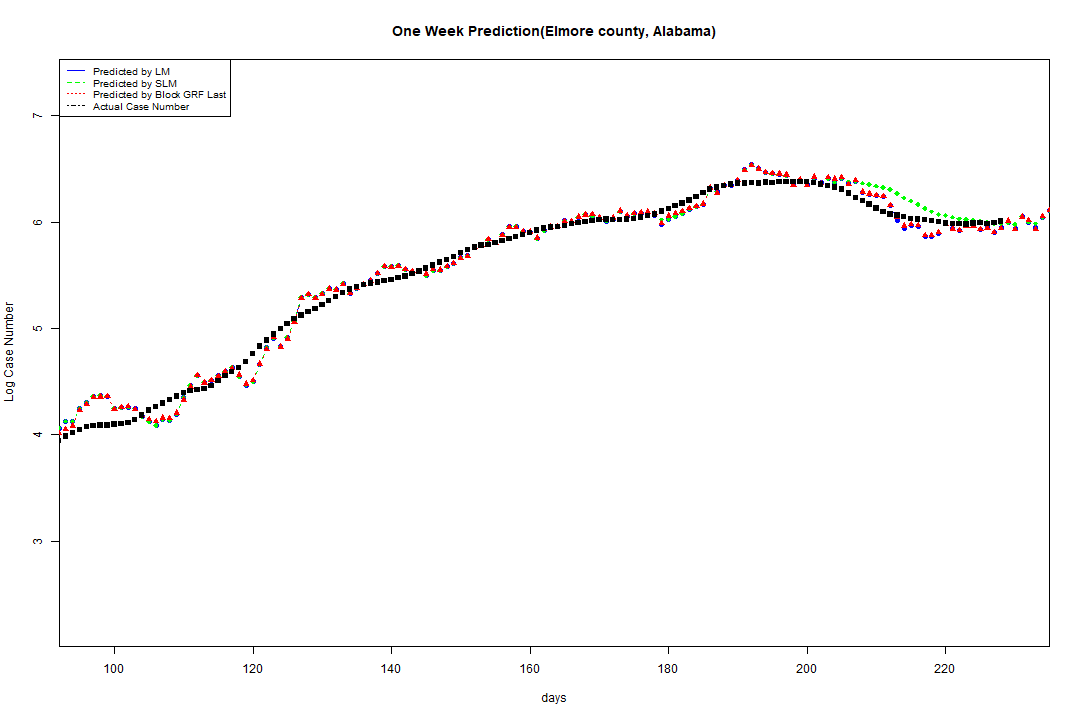 One Week Prediction(Elmore county, Alabama)
Predicted by LM
Predicted by SLM
Predicted by Block GRF Last
Actual Case Number
7
6
5
4
3
Log Case Number
100 120 140 160 180 200 220
days